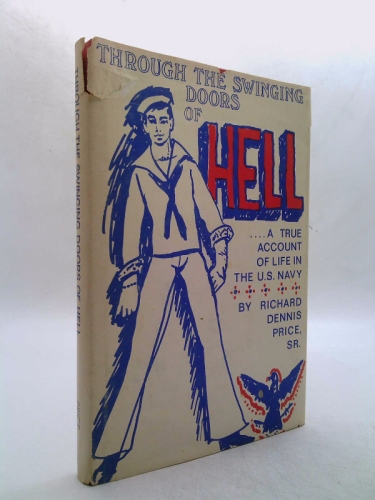 THROUGH THE SWINGING
DOORS
OF
HELL
....A TRUE
ACCOUNT
OF LIFE IN
THE U.S. NAVY
BY RICHARD
DENNIS
PRICE,
SR.
THROUGH THE SWINGING DOORS OF HELL
PRICE